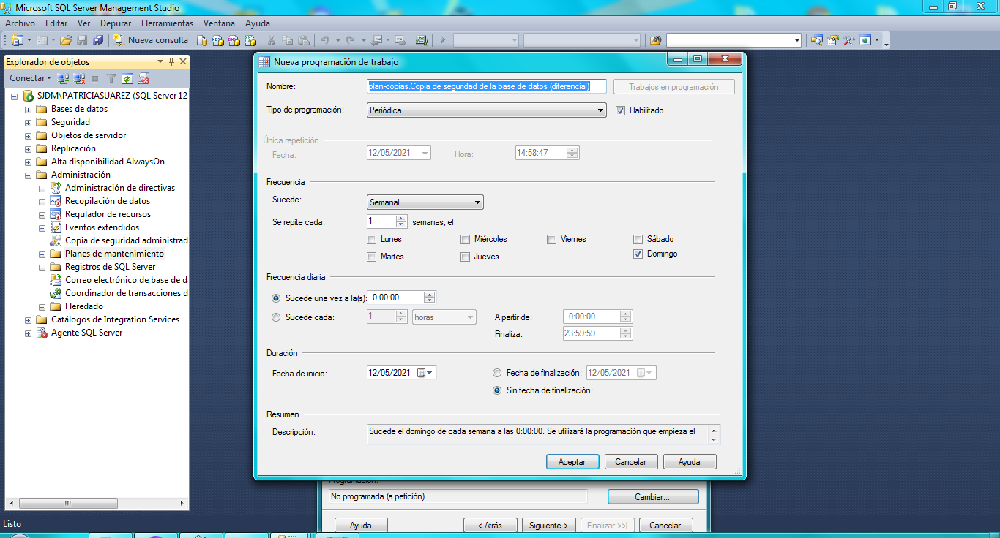 Microsoft SQL Server Management Studio
Archivo Editar Ver Depurar Herramientas Ventana Ayuda
Nueva consulta
Explorador de objetos
Conectar
SJDM\PATRICIASUAREZ (SQL Server 12
Bases de datos
Seguridad
Objetos de servidor
Replicación
Alta disponibilidad AlwaysOn
Administración
Administración de directivas
Recopilación de datos
Regulador de recursos
Eventos extendidos
Copia de seguridad administrad
Planes de mantenimiento
Registros de SQL Server
Correo electrónico de base de d
Coordinador de transacciones d
Heredado
Catálogos de Integration Services
Agente SQL Server
Listo
Nueva programación de trabajo
Nombre: plan-copias.Copia de seguridad de la base de datos (diferencial) Trabajos en programación
Tipo de programación: Periódica Habilitado
Única repetición
Fecha: 12/05/2021 Hora: 14:58:47
Frecuencia
Sucede: Semanal
Se repite cada: 1 semanas, el
Lunes Miércoles Viernes Sábado
Martes Jueves Domingo
Frecuencia diaria
Sucede una vez a la(s): 0:00:00
Sucede cada: 1 horas A partir de: 0:00:00
Finaliza: 23:59:59
Duración
Fecha de inicio: 12/05/2021 Fecha de finalización: 12/05/2021
Sin fecha de finalización:
Resumen
Descripción: Sucede el domingo de cada semana a las 0:00:00. Se utilizará la programación que empieza el
Aceptar Cancelar Ayuda
Programación:
No programada (a petición) Cambiar...
Ayuda < Atrás Siguiente > Finalizar >>| Cancelar